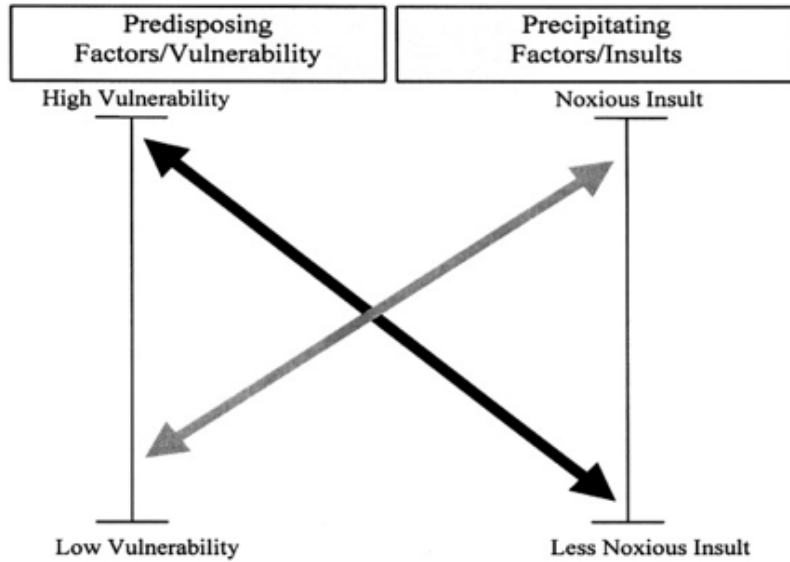 Predisposing
Factors/Vulnerability
Precipitating
Factors/Insults
High Vulnerability
Noxious Insult
Low Vulnerability
Less Noxious Insult